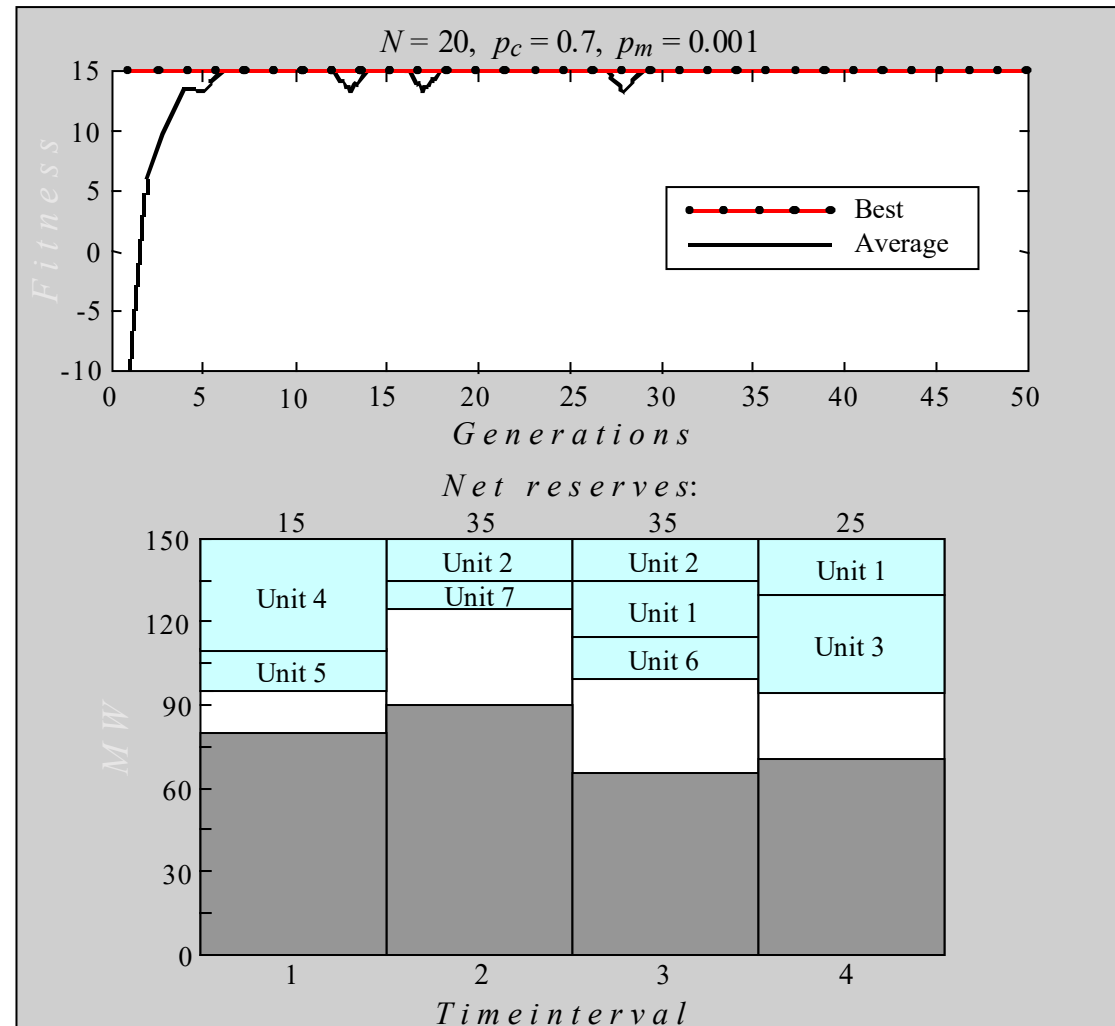 N = 20, pc = 0.7, pm = 0.001
15
10
5
0
-5
-10
Fitness
Best
Average
0 5 10 15 20 25 30 35 40 45 50
Generations
Net reserves:
15 35 35 25
150
120
90
60
30
0
MW
Unit 4
Unit 5
Unit 2
Unit 7
Unit 2
Unit 1
Unit 6
Unit 1
Unit 3
1 2 3 4
Timeinterval